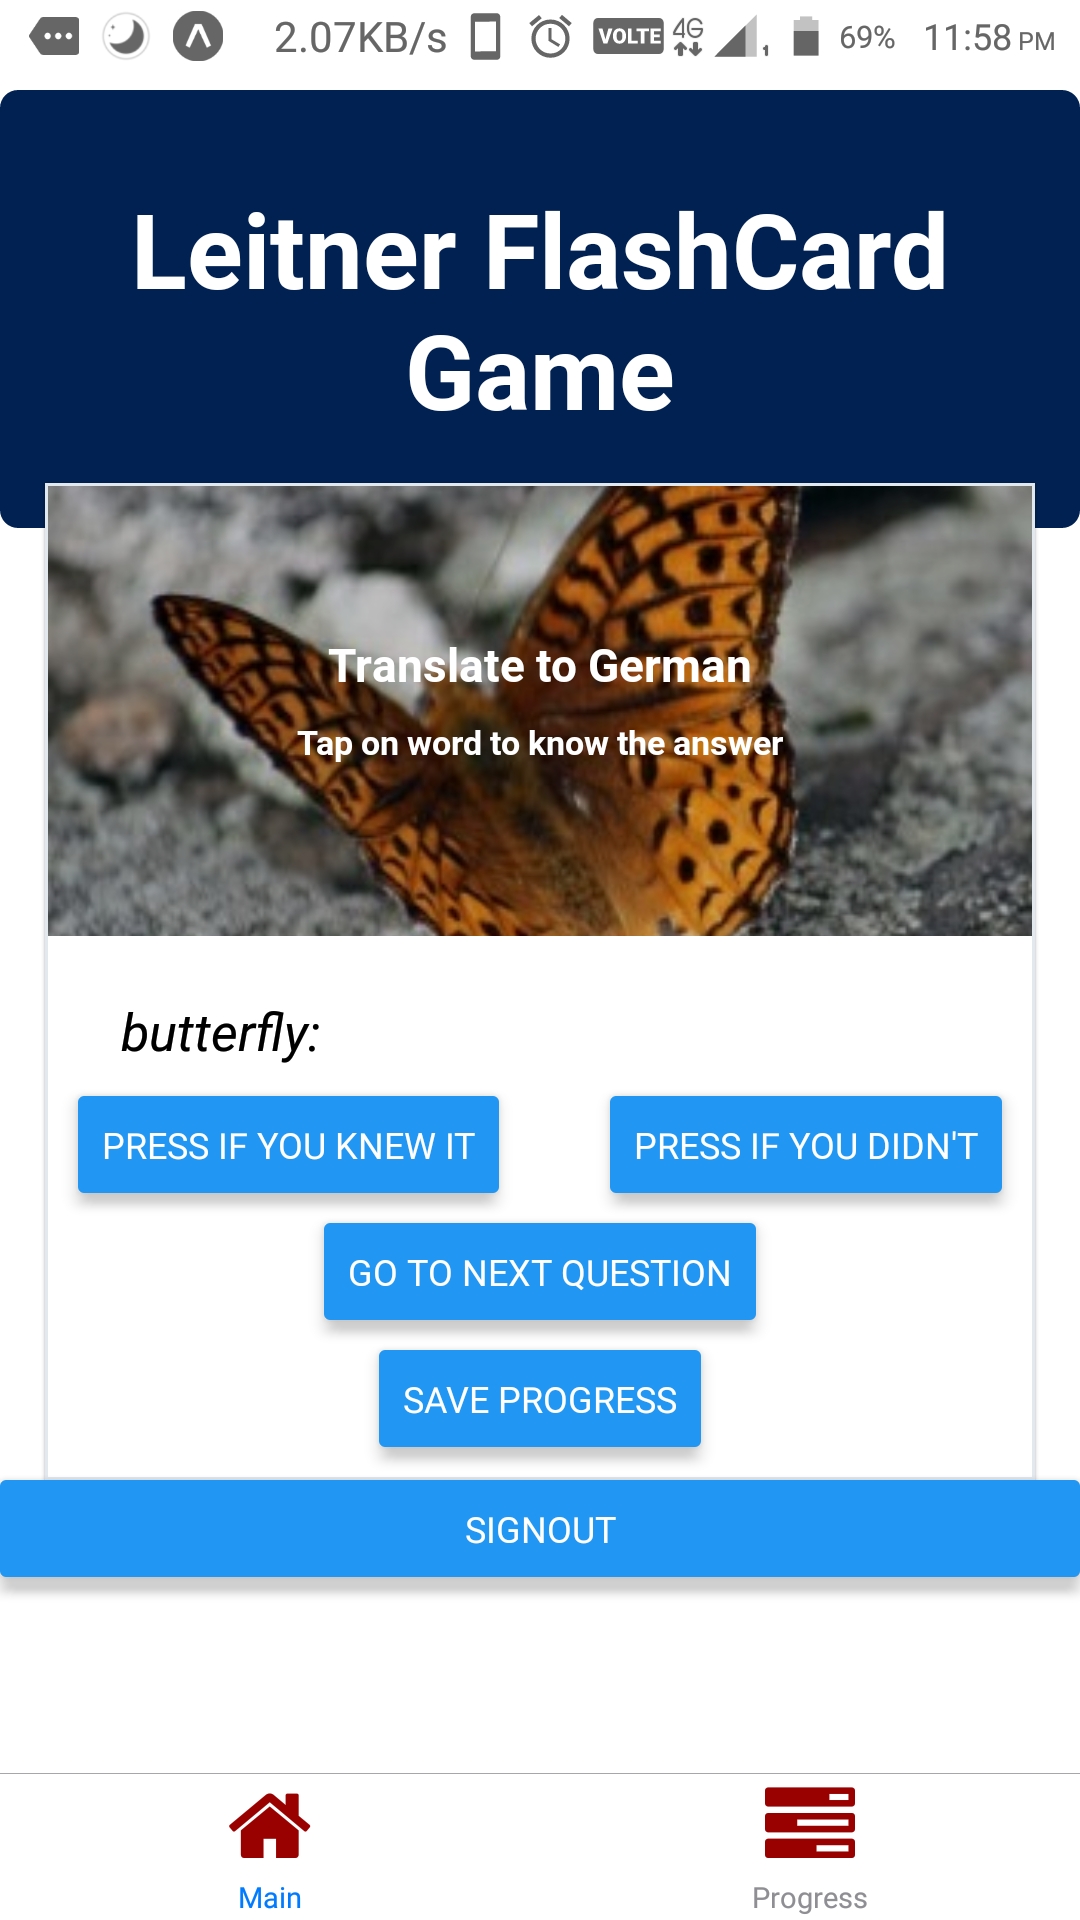 2.07KB/s VOLTE 4G 1 69% 11:58 PM
Leitner FlashCard
Game
Translate to German
Tap on word to know the answer
butterfly:
PRESS IF YOU KNEW IT PRESS IF YOU DIDN'T
GO TO NEXT QUESTION
SAVE PROGRESS
SIGNOUT
Main Progress